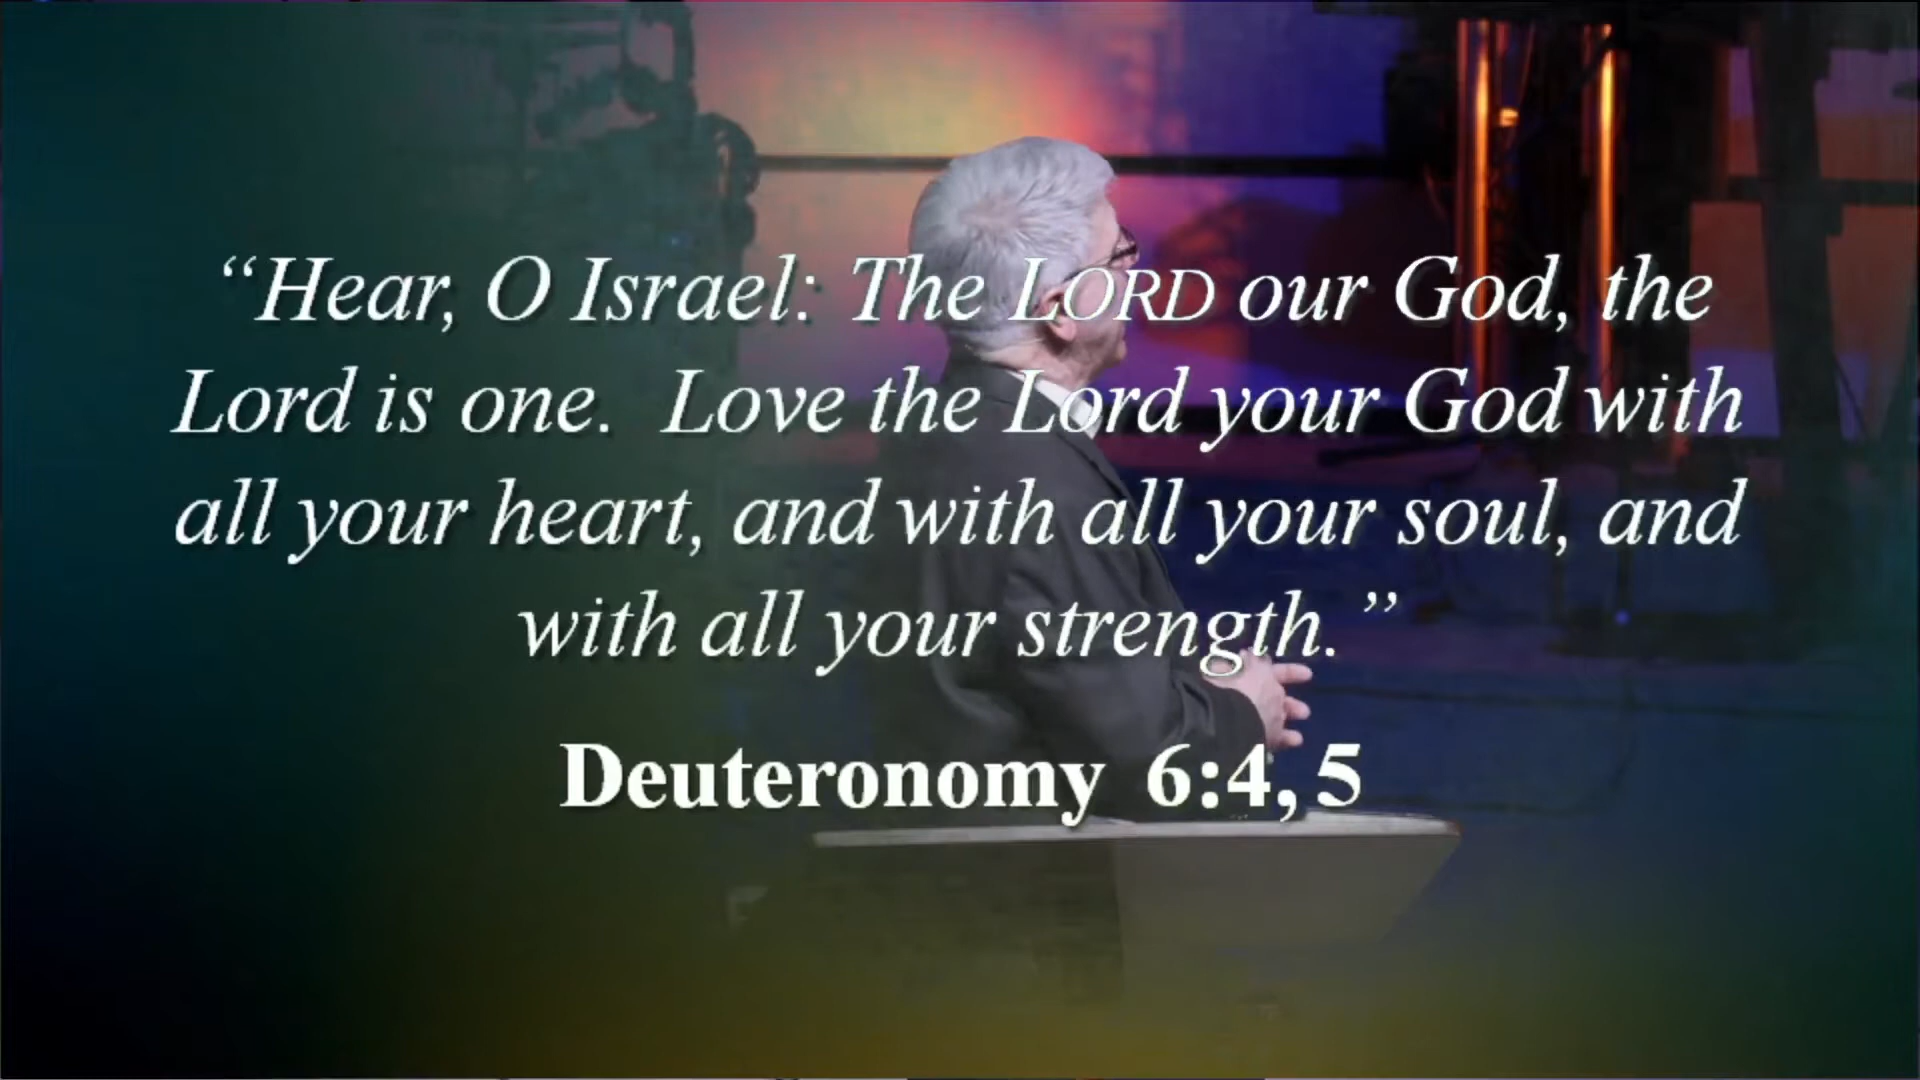 “Hear, O Israel: The LORD our God, the
Lord is one. Love the Lord your God with
all your heart, and with all your soul, and
with all your strength.”
Deuteronomy 6:4, 5